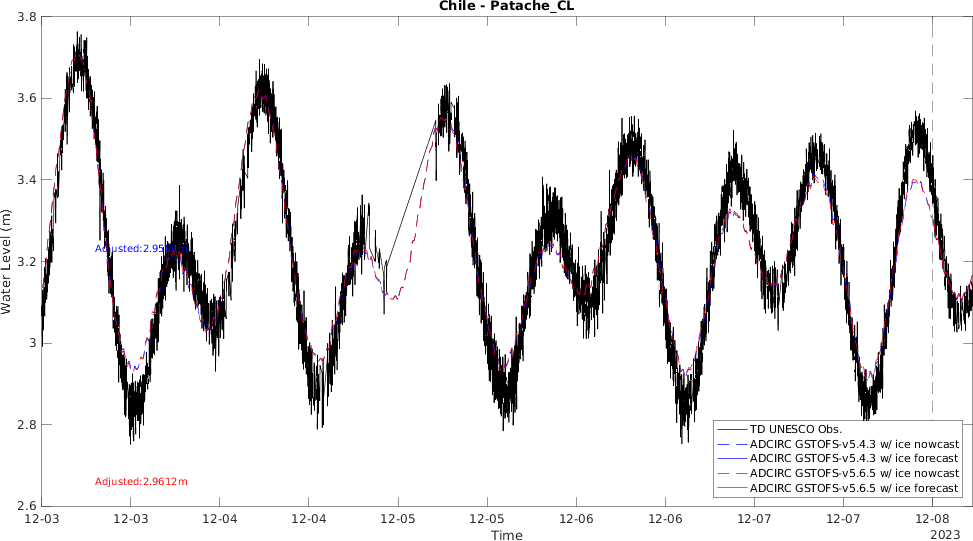 Chile - Patache_CL
Water Level (m)
3.8
3.6
3.4
3.2
3
2.8
2.6
Adjusted:2.95
Adjusted:2.9612m
TD UNESCO Obs.
ADCIRC GSTOFS-v5.4.3 w/ ice nowcast
ADCIRC GSTOFS-v5.4.3 w/ ice forecast
ADCIRC GSTOFS-v5.6.5 w/ ice nowcast
ADCIRC GSTOFS-v5.6.5 w/ ice forecast
12-03 12-03 12-04 12-04 12-05 12-05 12-06 12-06 12-07 12-07 12-08
Time
2023